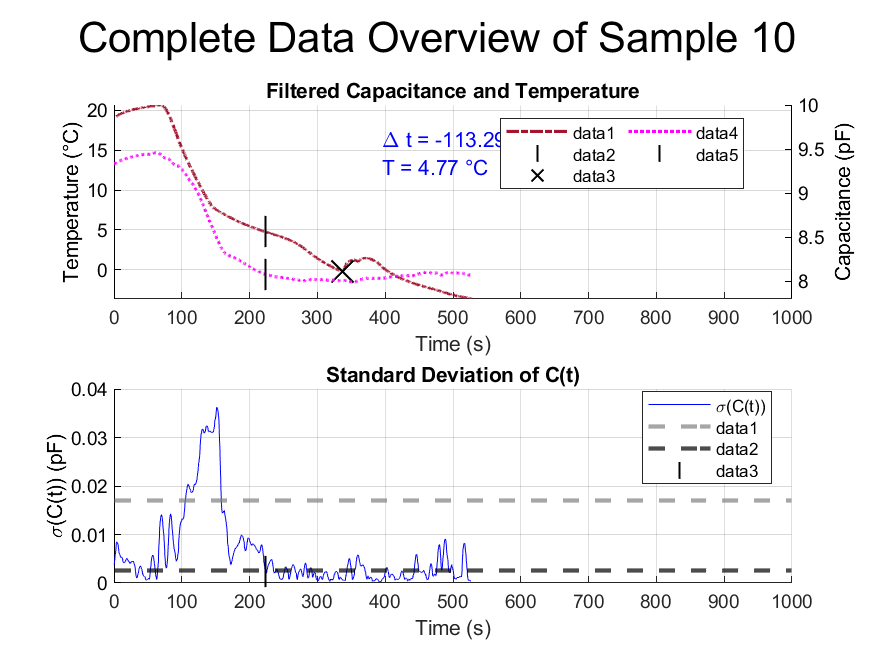 Complete Data Overview of Sample 10
Filtered Capacitance and Temperature
Temperature (°C)
20
15
10
5
0
Δ t = -113.29
T = 4.77 °C
data1
data2
data3
data4
data5
10
9.5
9
8.5
8
Capacitance (pF)
0 100 200 300 400 500 600 700 800 900 1000
Time (s)
Standard Deviation of C(t)
σ(C(t)) (pF)
0.04
0.03
0.02
0.01
0
σ(C(t))
data1
data2
data3
0 100 200 300 400 500 600 700 800 900 1000
Time (s)